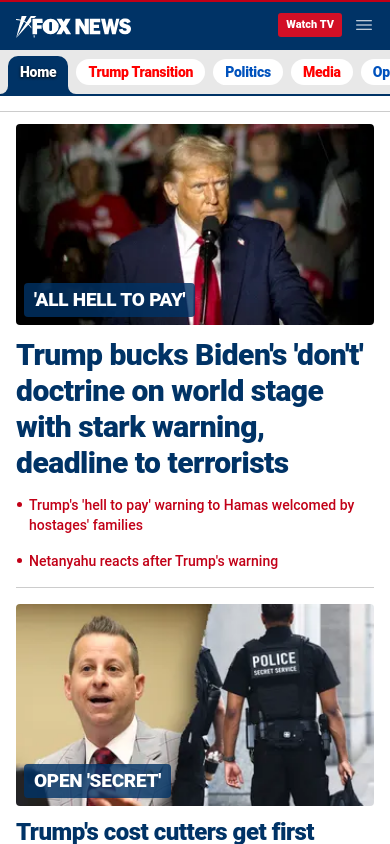 FOX NEWS
Watch TV
Home
Trump Transition
Politics
Media
Op
'ALL HELL TO PAY'
Trump bucks Biden's 'don't'
doctrine on world stage
with stark warning,
deadline to terrorists
• Trump's 'hell to pay' warning to Hamas welcomed by
hostages' families
• Netanyahu reacts after Trump's warning
POLICE
SECRET SERVICE
OPEN 'SECRET'
Trump's cost cutters get first